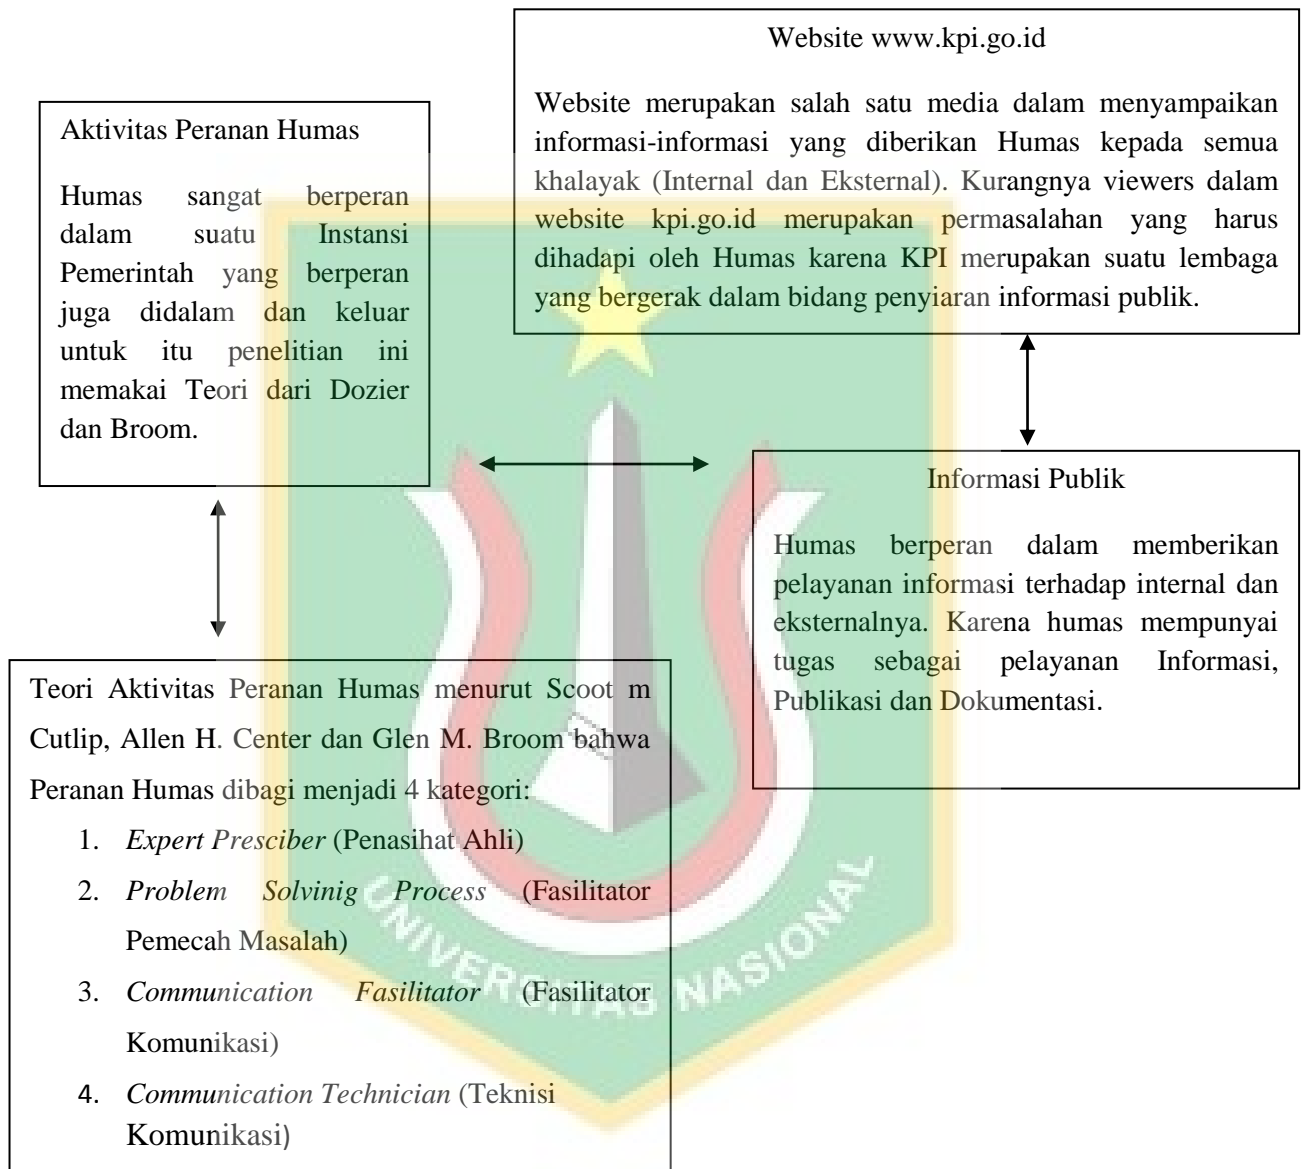 Website www.kpi.go.id
Website merupakan salah satu media dalam menyampaikan
informasi-informasi yang diberikan Humas kepada semua
khalayak (Internal dan Eksternal). Kurangnya viewers dalam
website kpi.go.id merupakan permasalahan yang harus
dihadapi oleh Humas karena KPI merupakan suatu lembaga
yang bergerak dalam bidang penyiaran informasi publik.
Aktivitas Peranan Humas
Humas sangat berperan
dalam suatu Instansi
Pemerintah yang berperan
juga didalam dan keluar
untuk itu penelitian ini
memakai Teori dari Dozier
dan Broom.
Informasi Publik
Humas berperan dalam memberikan
pelayanan informasi terhadap internal dan
eksternalnya. Karena humas mempunyai
tugas sebagai pelayanan Informasi,
Publikasi dan Dokumentasi.
Teori Aktivitas Peranan Humas menurut Scoot m
Cutlip, Allen H. Center dan Glen M. Broom bahwa
Peranan Humas dibagi menjadi 4 kategori:
1. Expert Presciber (Penasihat Ahli)
2. Problem Solvinig Process (Fasilitator
Pemecah Masalah)
3. Communication Fasilitator (Fasilitator
Komunikasi)
4. Communication Technician (Teknisi
Komunikasi)
UNIVERSITAS NASIONAL